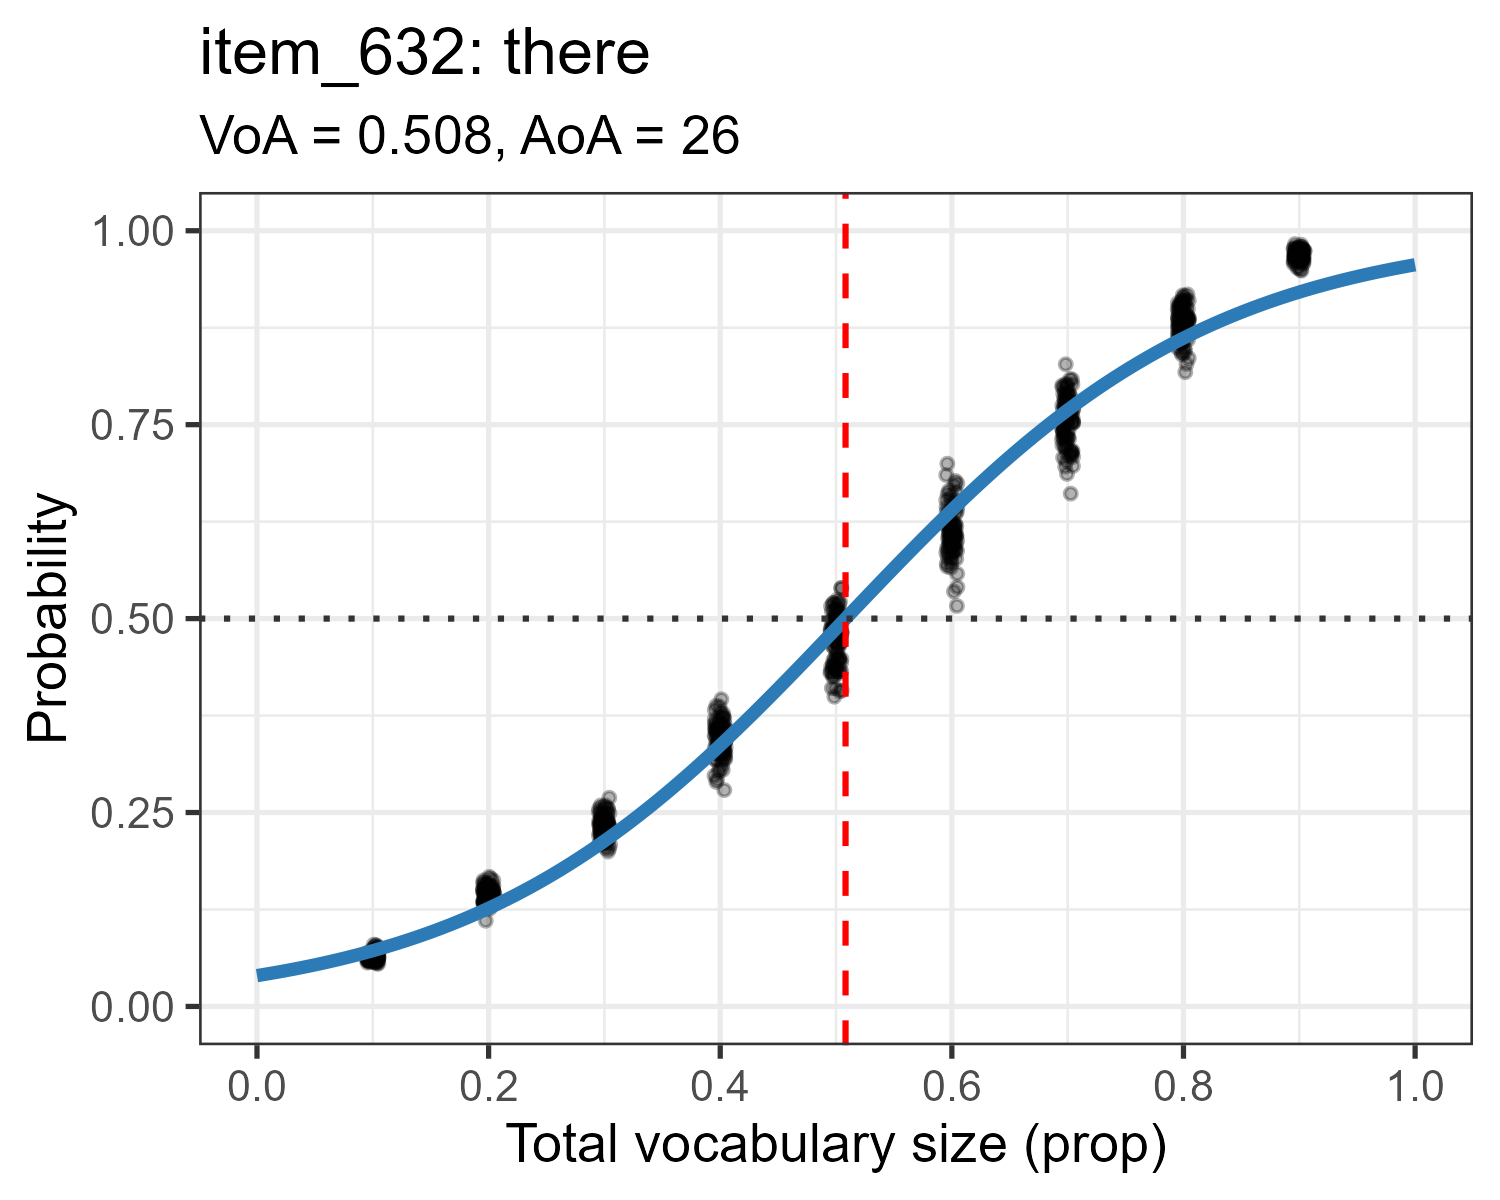 item_632: there
VoA = 0.508, AoA = 26
Probability
1.00
0.75
0.50
0.25
0.00
0.0 0.2 0.4 0.6 0.8 1.0
Total vocabulary size (prop)